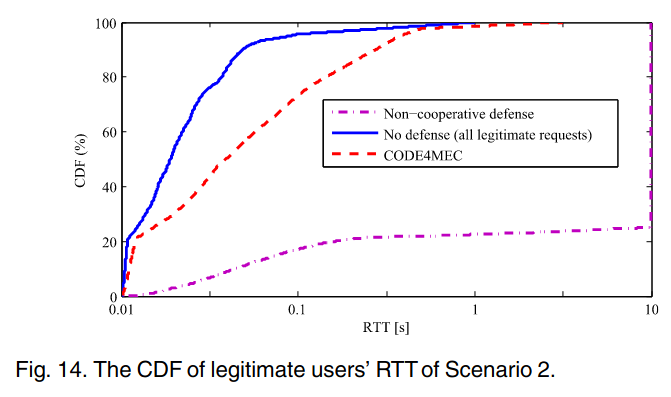 100
80
60
40
20
0
CDF (%)
Non−cooperative defense
No defense (all legitimate requests)
CODE4MEC
0.01
0.1
1
10
RTT [s]
Fig. 14. The CDF of legitimate users' RTT of Scenario 2.